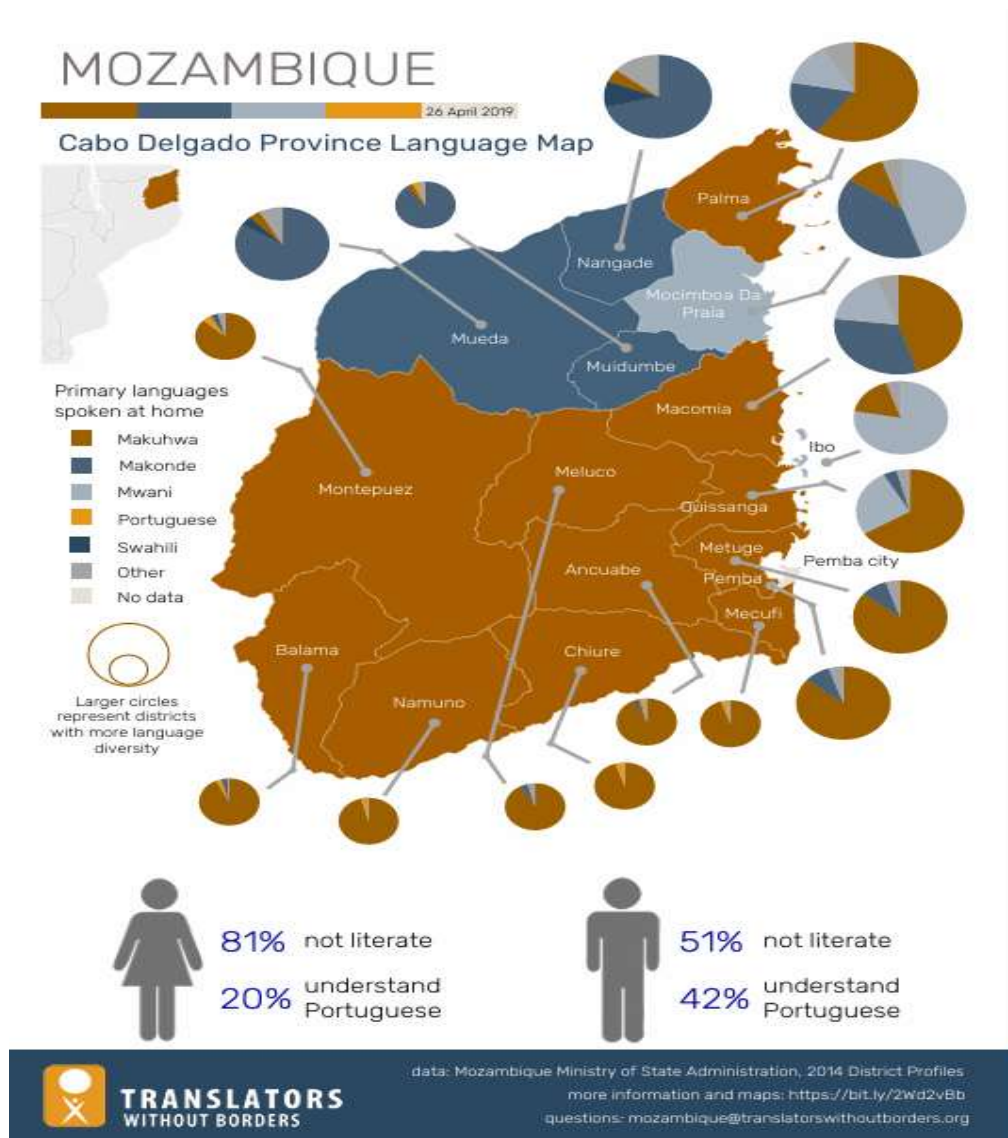 MOZAMBIQUE
26 April 2019
Cabo Delgado Province Language Map
Palma
Nangade
Mocimboa Da
Praia
Mueda
Muidumbe
Macomia
Ibo
Primary languages
spoken at home
Makuhwa
Makonde
Mwani
Portuguese
Swahili
Other
No data
Larger circles
represent districts
with more language
diversity
Montepuez
Meluco
Quissanga
Metuge
Pemba city
Ancuabe
Pemba
Mecufi
Balama
Chiure
Namuno
81% not literate
20% understand
Portuguese
51% not literate
42% understand
Portuguese
TRANSLATORS
WITHOUT BORDERS
data: Mozambique Ministry of State Administration, 2014 District Profiles
more information and maps: https://bit.ly/2Wd2vBb
questions: mozambique@translatorswithoutborders.org